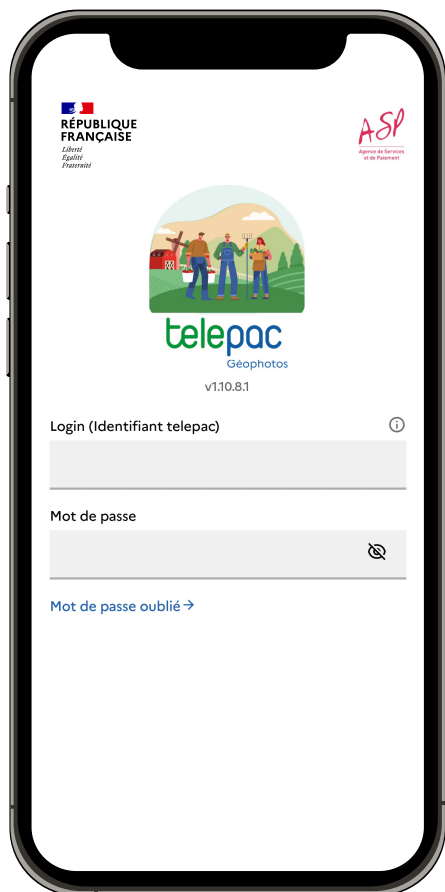 RÉPUBLIQUE
FRANÇAISE
Liberté
Égalité
Fraternité
ASP
Agence de Services
et de Paiement
telepac
Géophotos
v1.10.8.1
Login (Identifiant telepac)
Mot de passe
Mot de passe oublié →